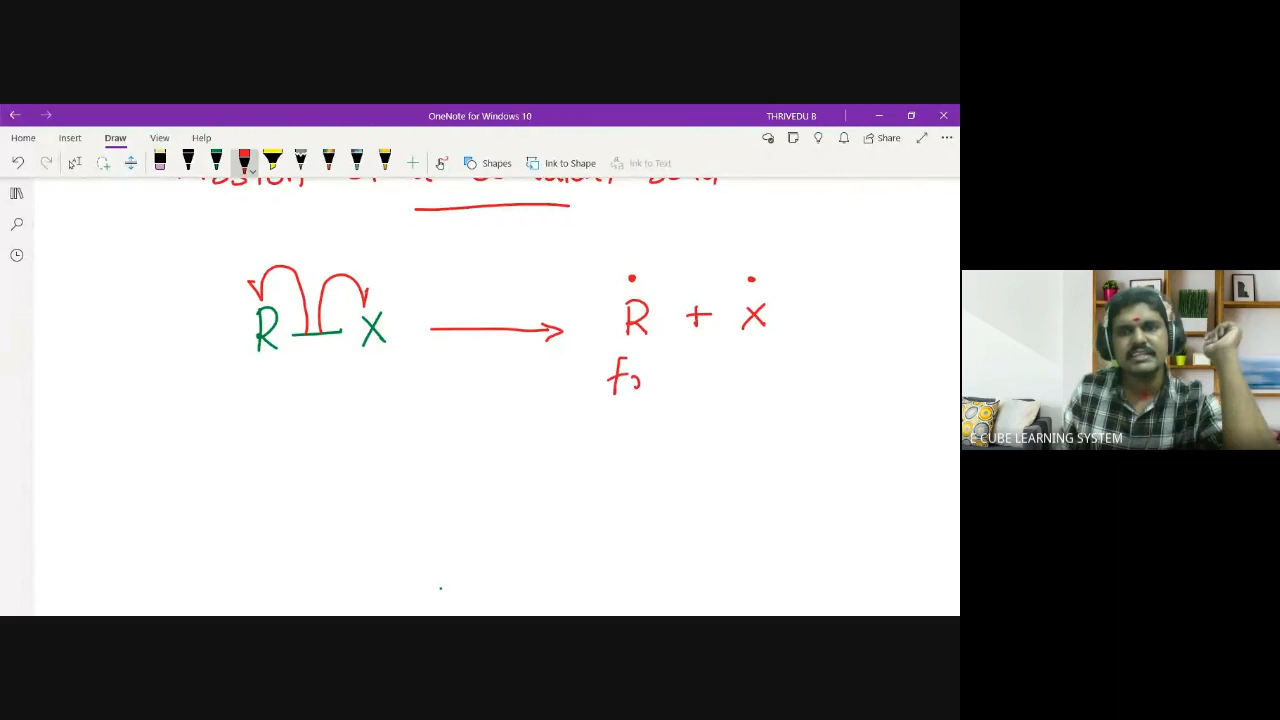 OneNote for Windows 10
THRIVEDU B
Home Insert Draw View Help
Share
Shapes Ink to Shape Ink to Text
R — X → Ṙ + Ẋ
E CUBE LEARNING SYSTEM